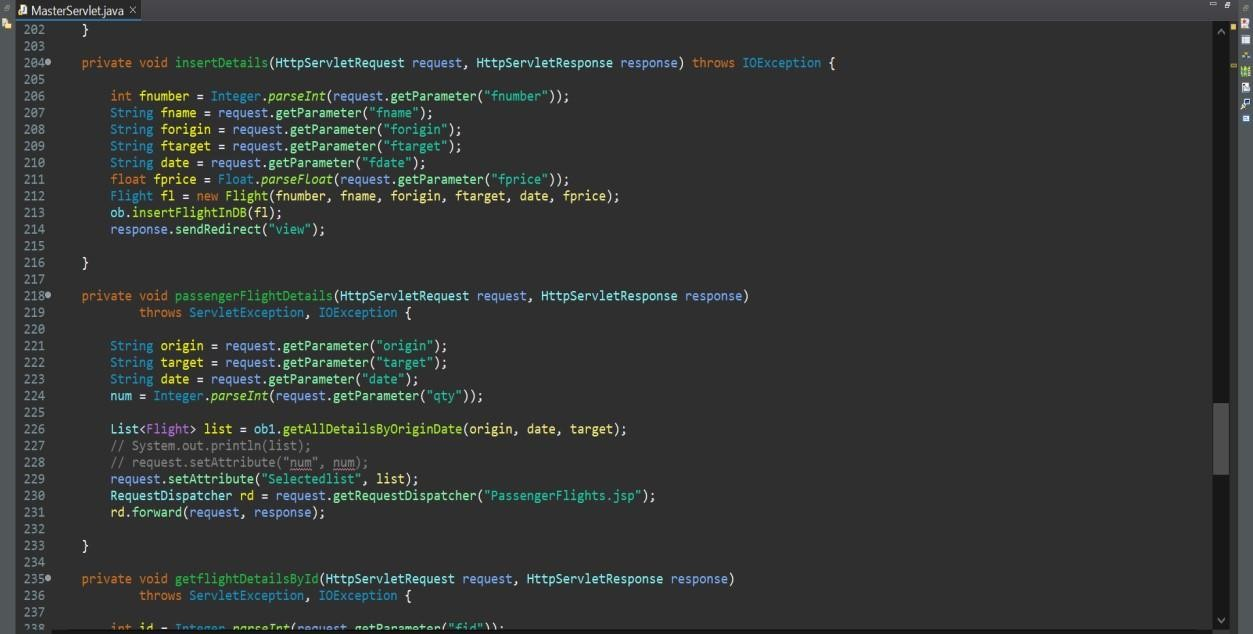 MasterServlet.java ×
202 }
203
204 private void insertDetails(HttpServletRequest request, HttpServletResponse response) throws IOException {
205
206 int fnumber = Integer.parseInt(request.getParameter("fnumber"));
207 String fname = request.getParameter("fname");
208 String forigin = request.getParameter("forigin");
209 String ftarget = request.getParameter("ftarget");
210 String date = request.getParameter("fdate");
211 float fprice = Float.parseFloat(request.getParameter("fprice"));
212 Flight fl = new Flight(fnumber, fname, forigin, ftarget, date, fprice);
213 ob.insertFlightInDB(fl);
214 response.sendRedirect("view");
215
216 }
217
218 private void passengerFlightDetails(HttpServletRequest request, HttpServletResponse response)
219 throws ServletException, IOException {
220
221 String origin = request.getParameter("origin");
222 String target = request.getParameter("target");
223 String date = request.getParameter("date");
224 num = Integer.parseInt(request.getParameter("qty"));
225
226 List<Flight> list = ob1.getAllDetailsByOriginDate(origin, date, target);
227 // System.out.println(list);
228 // request.setAttribute("num", num);
229 request.setAttribute("Selectedlist", list);
230 RequestDispatcher rd = request.getRequestDispatcher("PassengerFlights.jsp");
231 rd.forward(request, response);
232
233 }
234
235 private void getflightDetailsById(HttpServletRequest request, HttpServletResponse response)
236 throws ServletException, IOException {
237
238 int id = Integer.parseInt(request.getParameter("fid"));